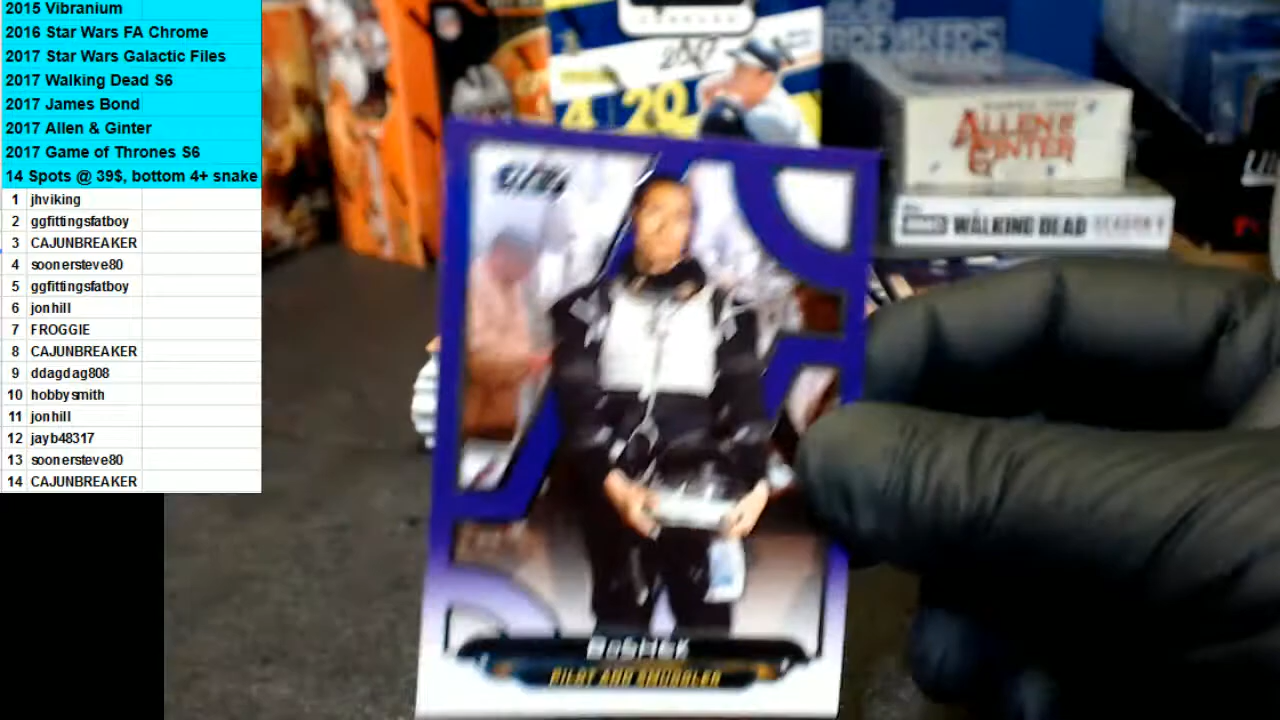 2015 Vibranium
2016 Star Wars FA Chrome
2017 Star Wars Galactic Files
2017 Walking Dead S6
2017 James Bond
2017 Allen & Ginter
2017 Game of Thrones S6
14 Spots @ 39$, bottom 4+ snake
1 jhviking
2 ggfittingsfatboy
3 CAJUNBREAKER
4 soonersteve80
5 ggfittingsfatboy
6 jonhill
7 FROGGIE
8 CAJUNBREAKER
9 ddagdag808
10 hobbysmith
11 jonhill
12 jayb48317
13 soonersteve80
14 CAJUNBREAKER
2017
BREAKERS
ALLEN &
GINTER
WALKING DEAD SEASON
PILOT AND SMUGGLER